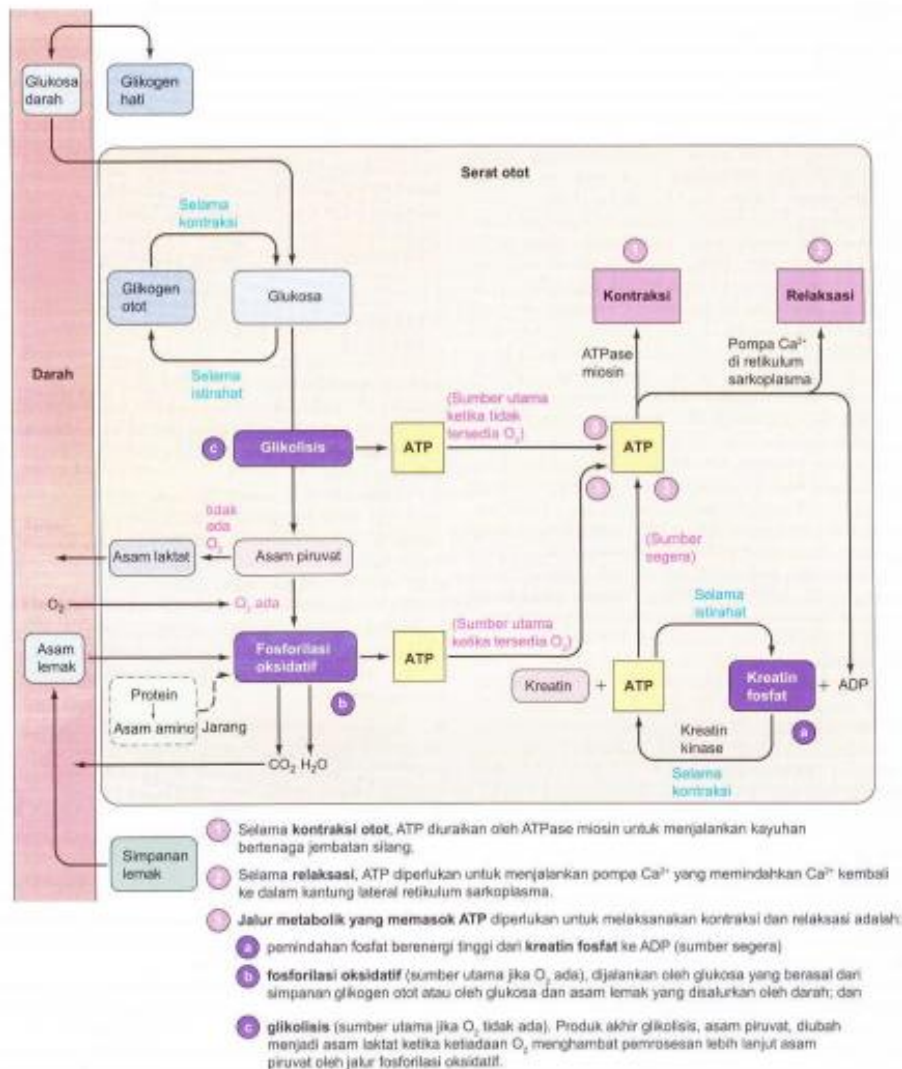 Glukosa
darah
Glikogen
hati
Serat otot
Selama
kontraksi
Glikogen
otot
Glukosa
Selama
istirahat
Darah
1
Kontraksi
2
Relaksasi
ATPase
miosin
Pompa Ca²⁺
di retikulum
sarkoplasma
(Sumber utama
ketika tidak
tersedia O₂)
c
Glikolisis
ATP
3
ATP
3
3
tidak
ada
O₂
Asam laktat
Asam piruvat
(Sumber
segera)
O₂
O₂ ada
Selama
istirahat
Asam
lemak
Fosforilasi
oksidatif
ATP
(Sumber utama
ketika tersedia O₂)
Kreatin
+
ATP
Kreatin
fosfat
+ ADP
Protein
Asam amino
Jarang
b
a
Kreatin
kinase
Selama
kontraksi
CO₂ H₂O
Simpanan
lemak
1 Selama kontraksi otot, ATP diuraikan oleh ATPase miosin untuk menjalankan kayuhan
bertenaga jembatan silang.
2 Selama relaksasi, ATP diperlukan untuk menjalankan pompa Ca²⁺ yang memindahkan Ca²⁺ kembali
ke dalam kantung lateral retikulum sarkoplasma.
3 Jalur metabolik yang memasok ATP diperlukan untuk melaksanakan kontraksi dan relaksasi adalah:
a pemindahan fosfat berenergi tinggi dari kreatin fosfat ke ADP (sumber segera)
b fosforilasi oksidatif (sumber utama jika O₂ ada), dijalankan oleh glukosa yang berasal dari
simpanan glikogen otot atau oleh glukosa dan asam lemak yang disalurkan oleh darah; dan
c glikolisis (sumber utama jika O₂ tidak ada). Produk akhir glikolisis, asam piruvat, diubah
menjadi asam laktat ketika ketiadaan O₂ menghambat pemrosesan lebih lanjut asam
piruvat oleh jalur fosforilasi oksidatif.